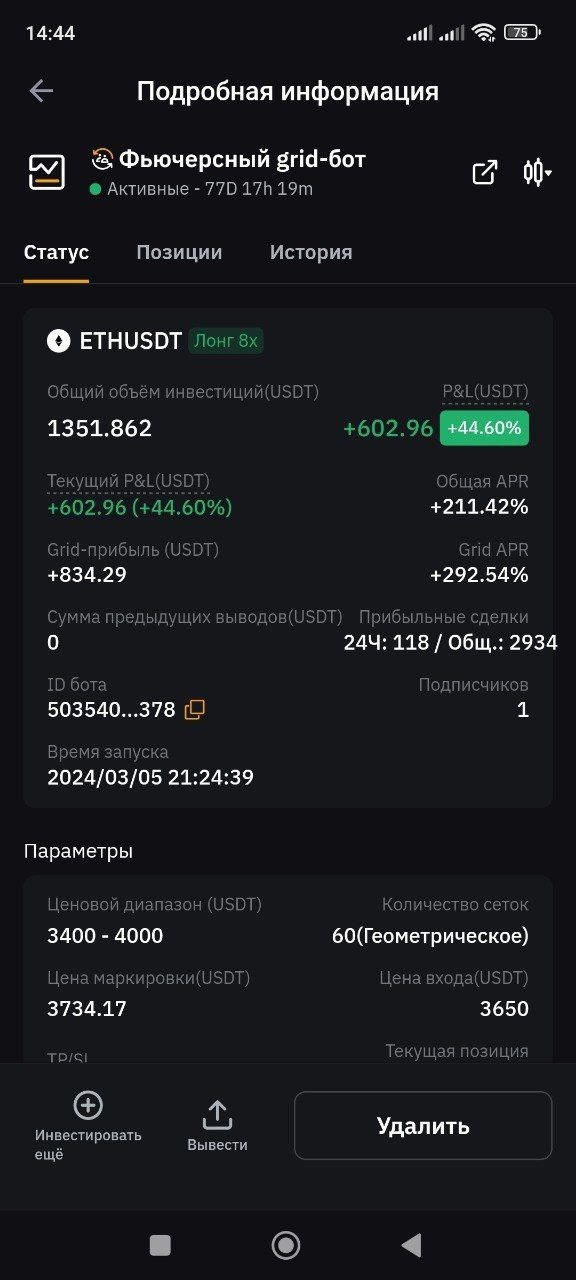 14:44
75
Подробная информация
Фьючерсный grid-бот
Активные - 77D 17h 19m
Статус Позиции История
ETHUSDT Лонг 8x
Общий объём инвестиций(USDT) P&L(USDT)
1351.862 +602.96 +44.60%
Текущий P&L(USDT) Общая APR
+602.96 (+44.60%) +211.42%
Grid-прибыль (USDT) Grid APR
+834.29 +292.54%
Сумма предыдущих выводов(USDT) Прибыльные сделки
0 24Ч: 118 / Общ.: 2934
ID бота Подписчиков
503540...378 1
Время запуска
2024/03/05 21:24:39
Параметры
Ценовой диапазон (USDT) Количество сеток
3400 - 4000 60(Геометрическое)
Цена маркировки(USDT) Цена входа(USDT)
3734.17 3650
TP/SL Текущая позиция
Инвестировать
ещё
Вывести
Удалить